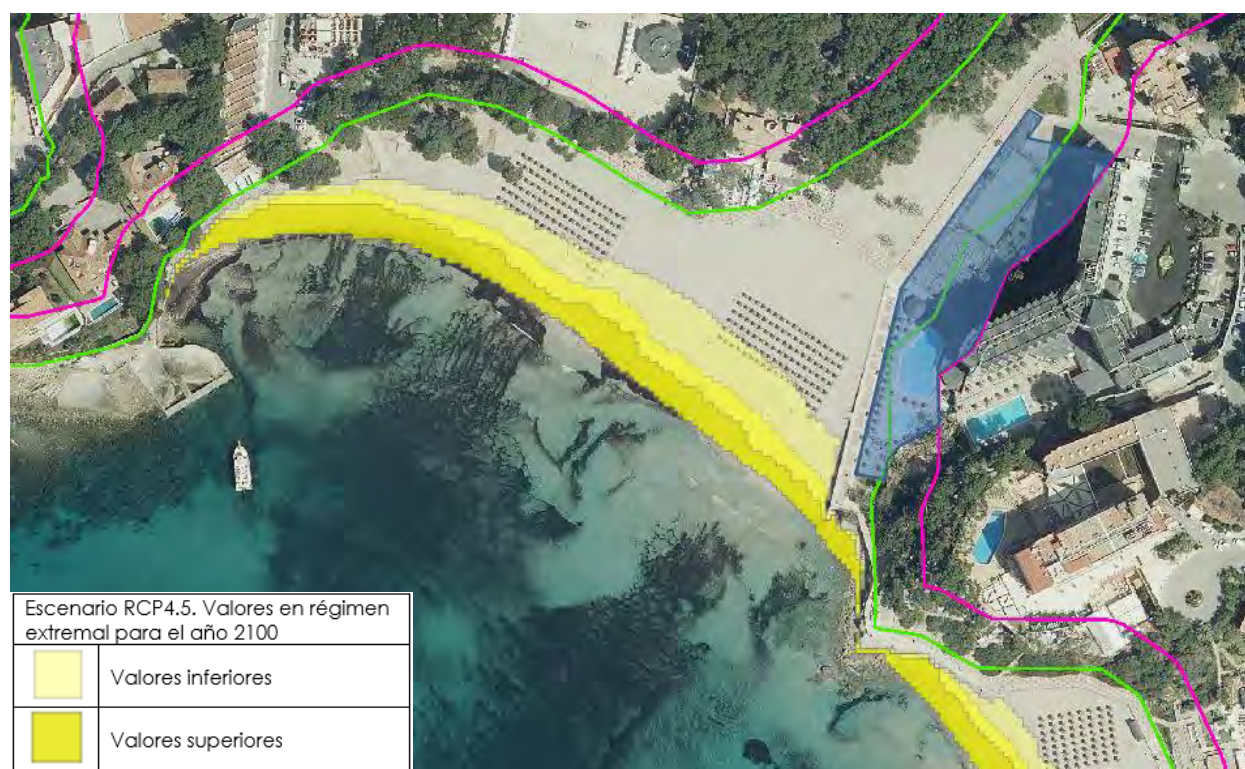 Escenario RCP4.5. Valores en régimen
extremal para el año 2100
Valores inferiores
Valores superiores